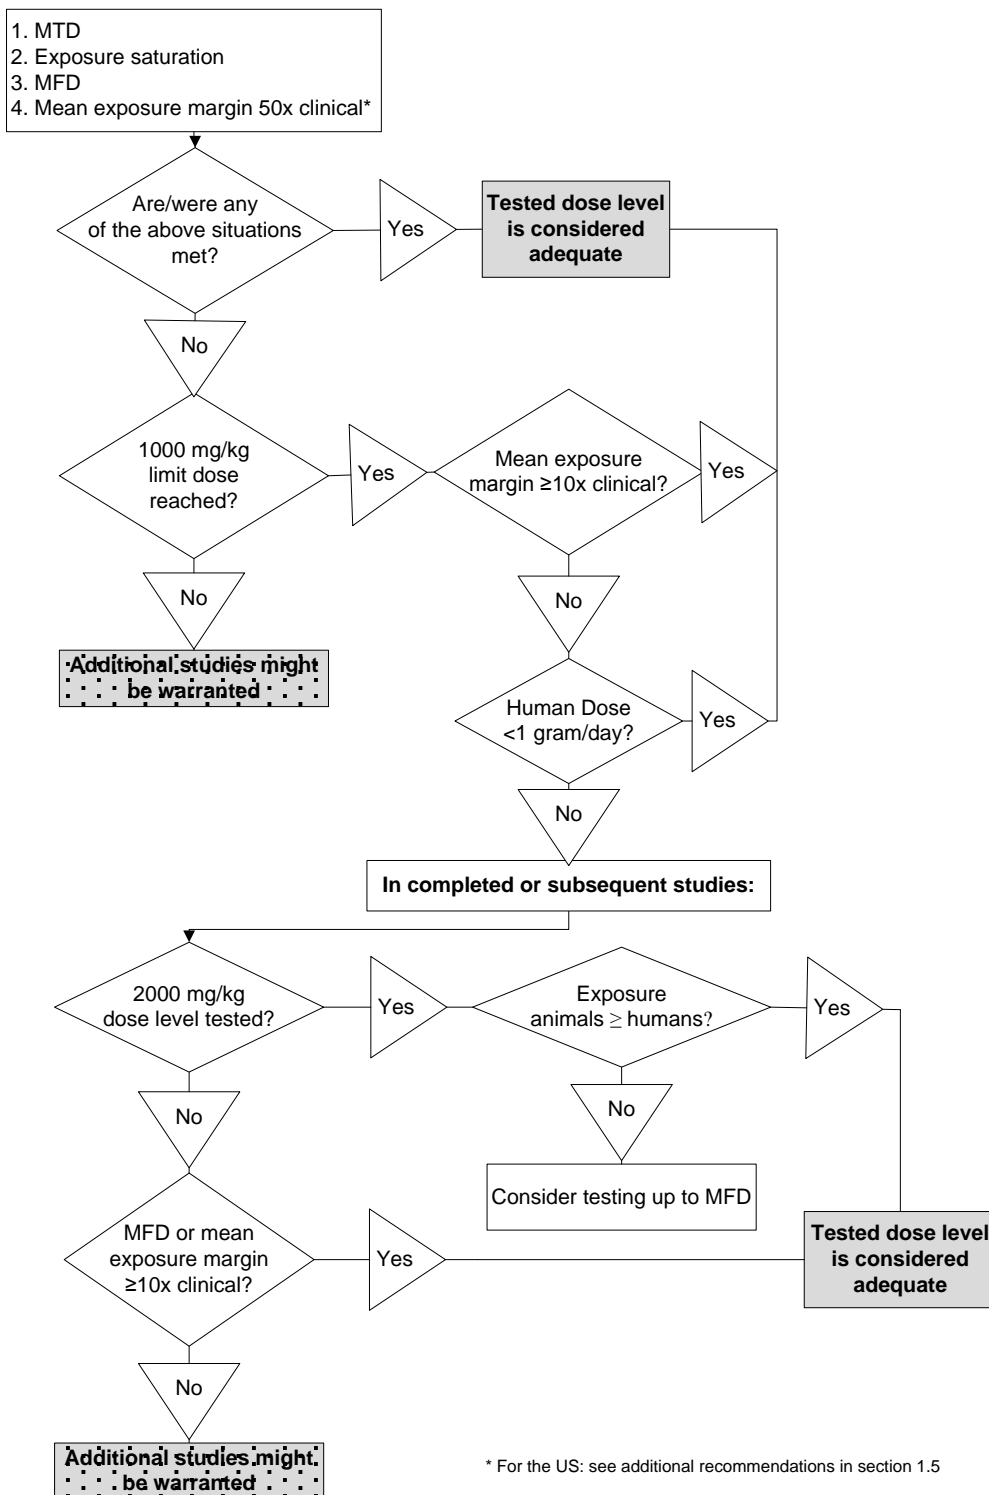 1. MTD
2. Exposure saturation
3. MFD
4. Mean exposure margin 50x clinical*
Are/were any
of the above situations
met?
Yes
Tested dose level
is considered
adequate
No
1000 mg/kg
limit dose
reached?
Yes
Mean exposure
margin ≥10x clinical?
Yes
No
No
Additional studies might
be warranted
Human Dose
<1 gram/day?
Yes
No
In completed or subsequent studies:
2000 mg/kg
dose level tested?
Yes
Exposure
animals ≥ humans?
Yes
No
No
Consider testing up to MFD
MFD or mean
exposure margin
≥10x clinical?
Yes
Tested dose level
is considered
adequate
No
Additional studies might
be warranted
* For the US: see additional recommendations in section 1.5